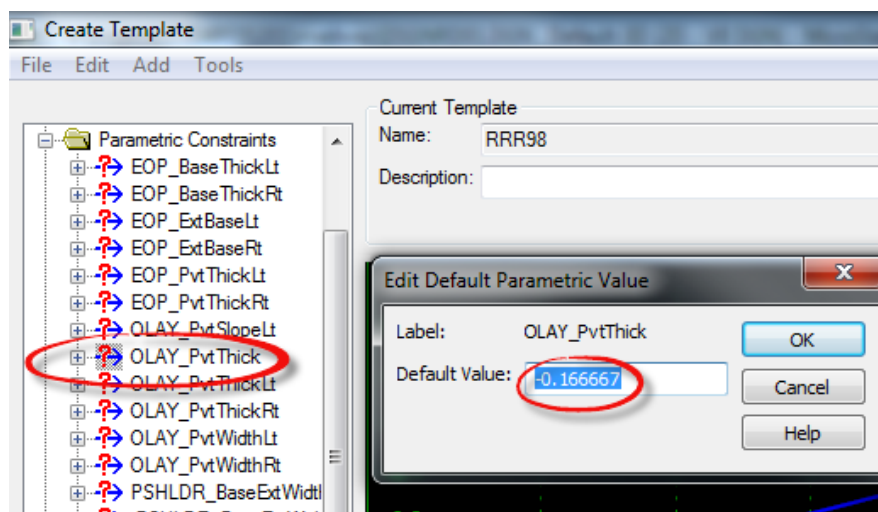 Create Template
File Edit Add Tools
Current Template
Name: RRR98
Description:
Parametric Constraints
EOP_BaseThickLt
EOP_BaseThickRt
EOP_ExtBaseLt
EOP_ExtBaseRt
EOP_PvtThickLt
EOP_PvtThickRt
OLAY_PvtSlopeLt
OLAY_PvtThick
OLAY_PvtThickLt
OLAY_PvtThickRt
OLAY_PvtWidthLt
OLAY_PvtWidthRt
PSHLDR_BaseExtWidtl
Edit Default Parametric Value
X
Label: OLAY_PvtThick
OK
Default Value: -0.166667
Cancel
Help